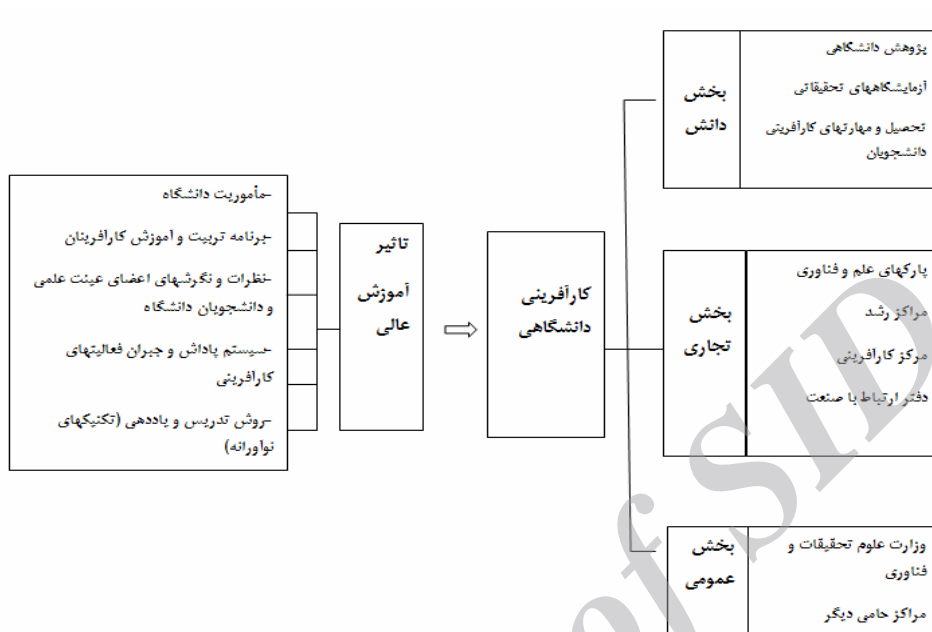 پژوهش دانشگاهی
آزمایشگاههای تحقیقاتی
تحصیل و مهارتهای کارآفرینی
دانشجویان
بخش
دانش
پارکهای علم و فناوری
مراکز رشد
مرکز کارآفرینی
دفتر ارتباط با صنعت
بخش
تجاری
وزارت علوم تحقیقات و
فناوری
مراکز حامی دیگر
بخش
عمومی
کارآفرینی
دانشگاهی
تاثیر
آموزش
عالی
-مأموریت دانشگاه
-برنامه تربیت و آموزش کارآفرینان
-نظرات و نگرشهای اعضای عیئت علمی
و دانشجویان دانشگاه
-سیستم پاداش و جبران فعالیتهای
کارآفرینی
-روش تدریس و یاددهی (تکنیکهای
نوآورانه)
of SID